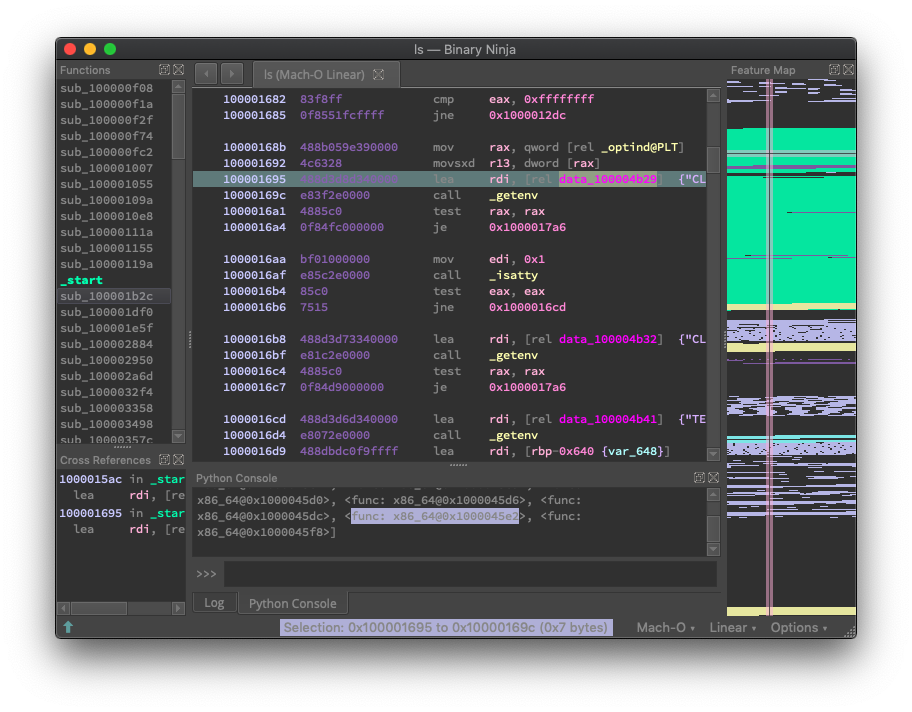 ls — Binary Ninja
Functions
sub_100000f08
sub_100000f1a
sub_100000f2f
sub_100000f74
sub_100000fc2
sub_100001007
sub_100001055
sub_10000109a
sub_1000010e8
sub_10000111a
sub_100001155
sub_10000119a
_start
sub_100001b2c
sub_100001df0
sub_100001e5f
sub_100002884
sub_100002950
sub_100002a6d
sub_1000032f4
sub_100003358
sub_100003498
sub_10000357c
Cross References
1000015ac in _star
lea rdi, [re
100001695 in _star
lea rdi, [re
ls (Mach-O Linear)
100001682 83f8ff cmp eax, 0xffffffff
100001685 0f8551fcffff jne 0x1000012dc
10000168b 488b059e390000 mov rax, qword [rel _optind@PLT]
100001692 4c6328 movsxd r13, dword [rax]
100001695 lea rdi, [rel data_100004b29] {"CL
10000169c e83f2e0000 call _getenv
1000016a1 4885c0 test rax, rax
1000016a4 0f84fc000000 je 0x1000017a6
1000016aa bf01000000 mov edi, 0x1
1000016af e85c2e0000 call _isatty
1000016b4 85c0 test eax, eax
1000016b6 7515 jne 0x1000016cd
1000016b8 488d3d73340000 lea rdi, [rel data_100004b32] {"CL
1000016bf e81c2e0000 call _getenv
1000016c4 4885c0 test rax, rax
1000016c7 0f84d9000000 je 0x1000017a6
1000016cd 488d3d6d340000 lea rdi, [rel data_100004b41] {"TE
1000016d4 e8072e0000 call _getenv
1000016d9 488dbdc0f9ffff lea rdi, [rbp-0x640 {var_648}]
Python Console
x86_64@0x1000045d0>, <func: x86_64@0x1000045d6>, <func:
x86_64@0x1000045dc>, <func: x86_64@0x1000045e2>, <func:
x86_64@0x1000045f8>]
>>>
Log Python Console
Feature Map
Selection: 0x100001695 to 0x10000169c (0x7 bytes) Mach-O Linear Options